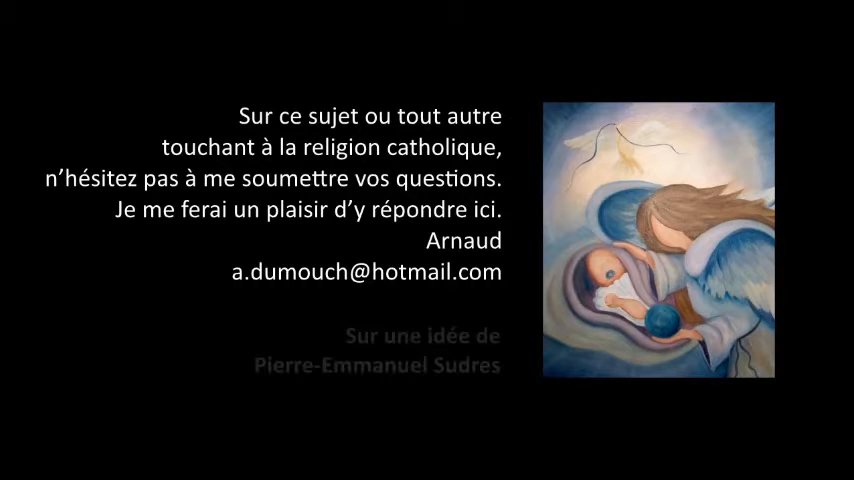 Sur ce sujet ou tout autre
touchant à la religion catholique,
n’hésitez pas à me soumettre vos questions.
Je me ferai un plaisir d’y répondre ici.
Arnaud
a.dumouch@hotmail.com
Sur une idée de
Pierre-Emmanuel Sudres